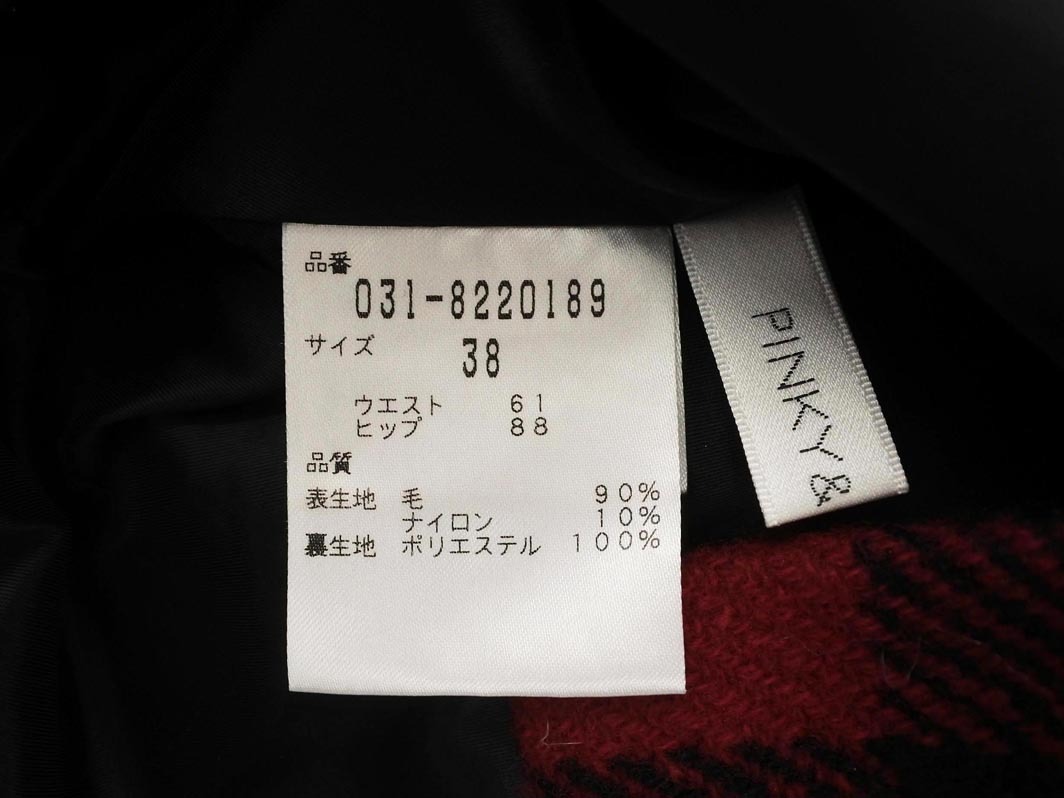 品番
031-8220189
サイズ 38
ウエスト 61
ヒップ 88
品質
表生地 毛 90%
ナイロン 10%
裏生地 ポリエステル 100%
PINKY&